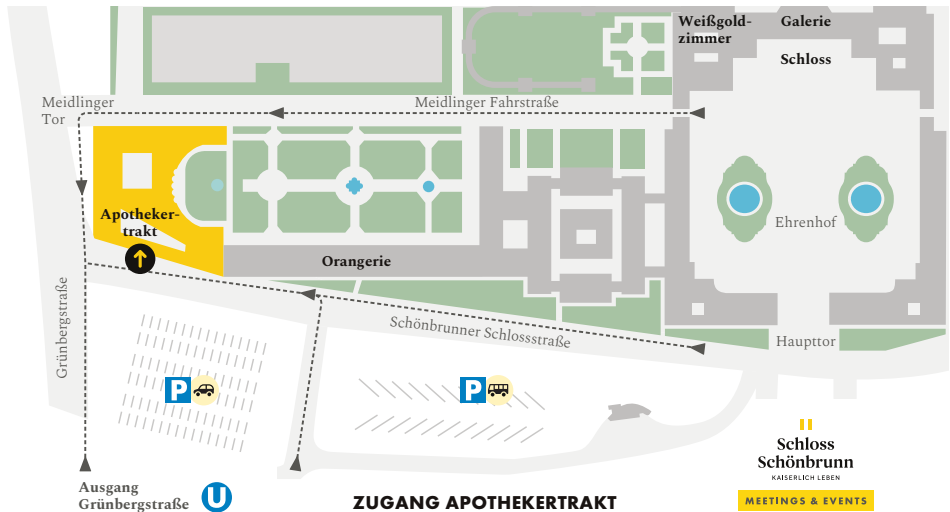 Weißgold-
zimmer
Galerie
Schloss
Meidlinger
Tor
Meidlinger Fahrstraße
Apotheker-
trakt
Ehrenhof
Orangerie
Grünbergstraße
Schönbrunner Schlossstraße
Haupttor
P
P
Schloss
Schönbrunn
KAISERLICH LEBEN
MEETINGS & EVENTS
Ausgang
Grünbergstraße
U
ZUGANG APOTHEKERTRAKT